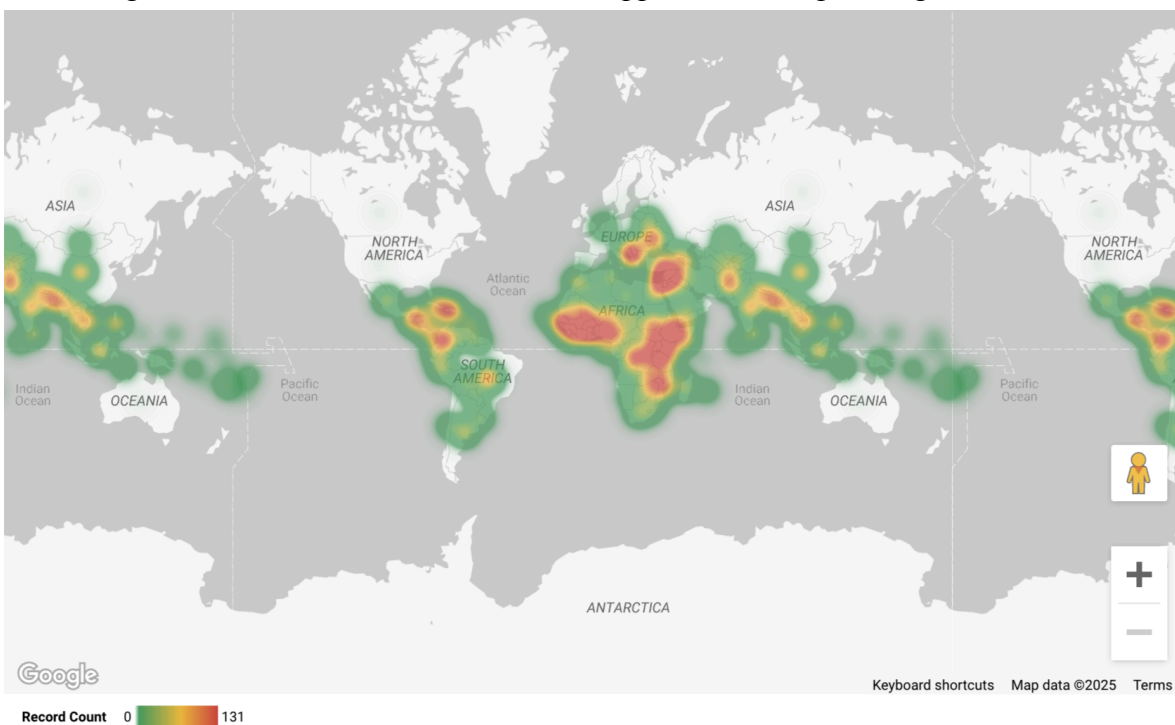 ASIA
EUROPE
ASIA
NORTH
AMERICA
NORTH
AMERICA
Atlantic
Ocean
AFRICA
SOUTH
AMERICA
Indian
Ocean
OCEANIA
Pacific
Ocean
Indian
Ocean
OCEANIA
Pacific
Ocean
ANTARCTICA
Google
Keyboard shortcuts Map data ©2025 Terms
Record Count 0 131